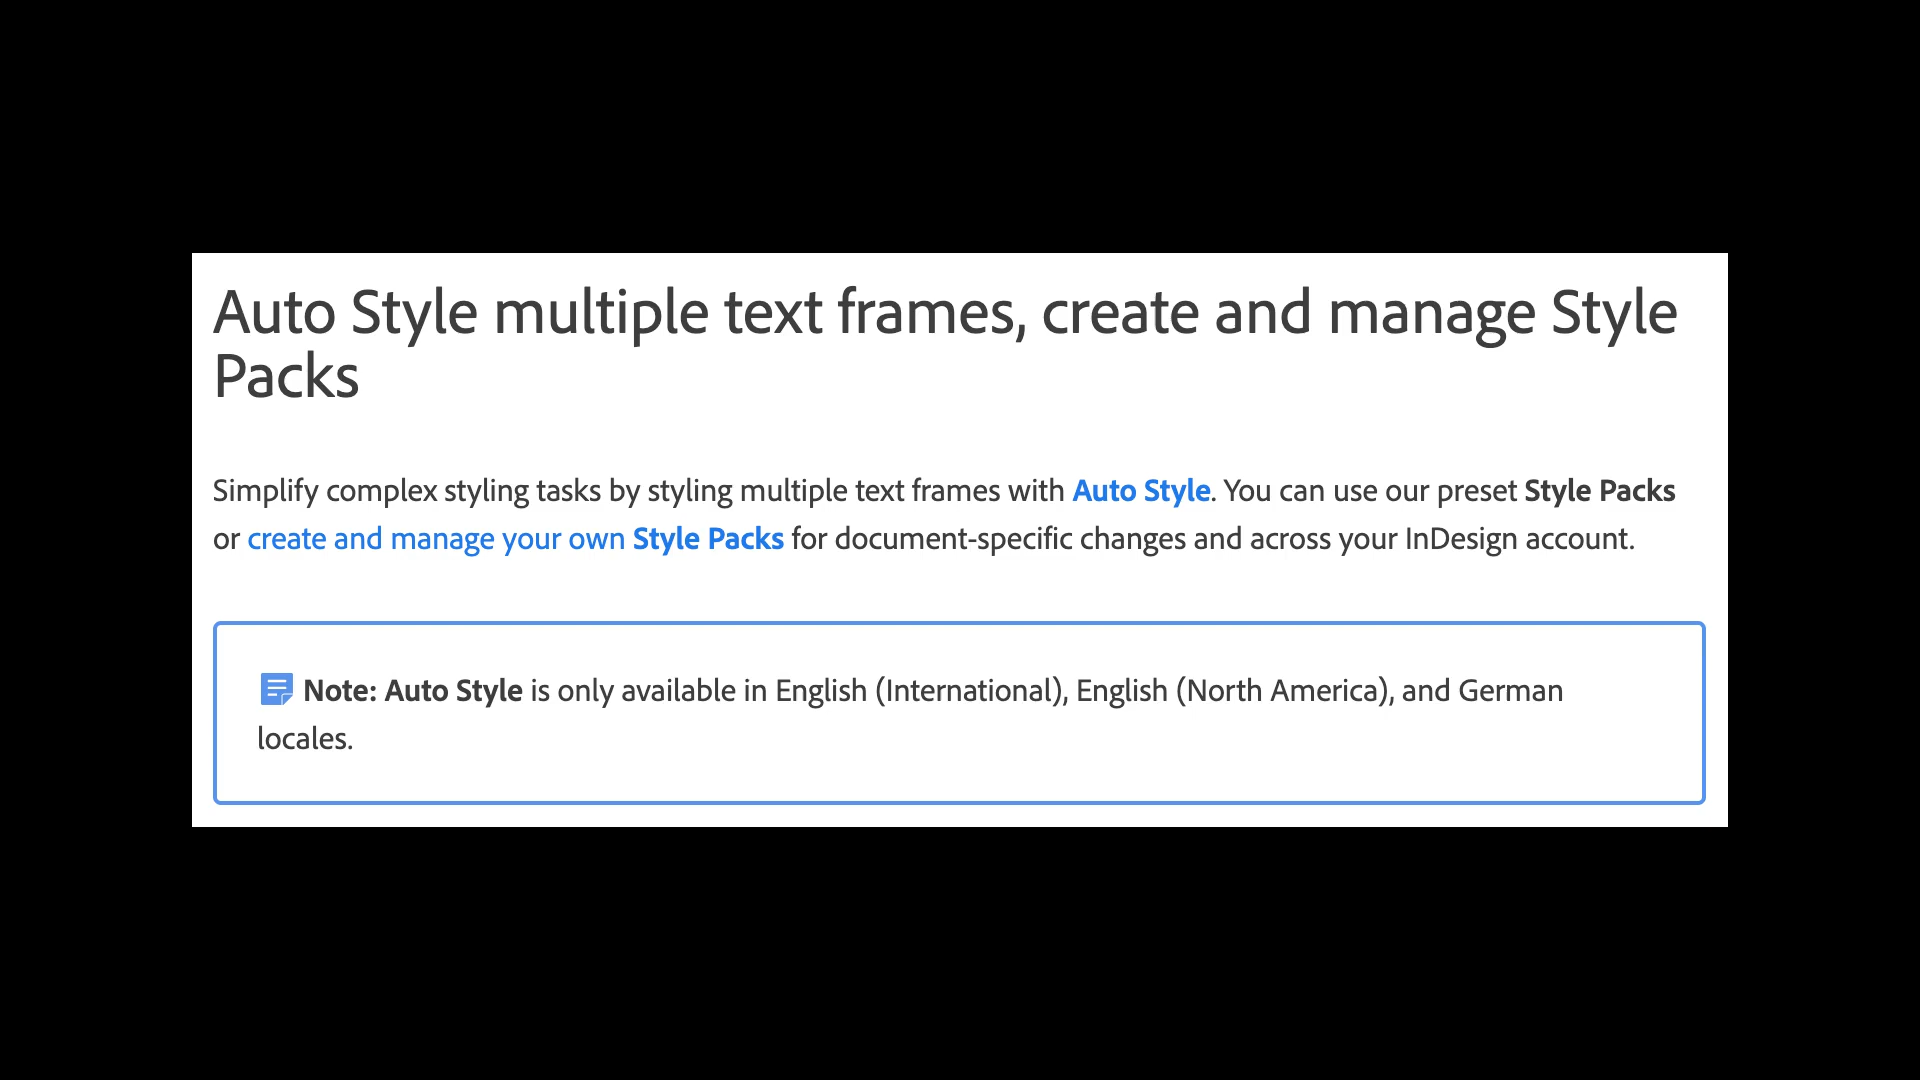 Auto Style multiple text frames, create and manage Style
Packs
Simplify complex styling tasks by styling multiple text frames with Auto Style. You can use our preset Style Packs
or create and manage your own Style Packs for document-specific changes and across your InDesign account.
Note: Auto Style is only available in English (International), English (North America), and German
locales.